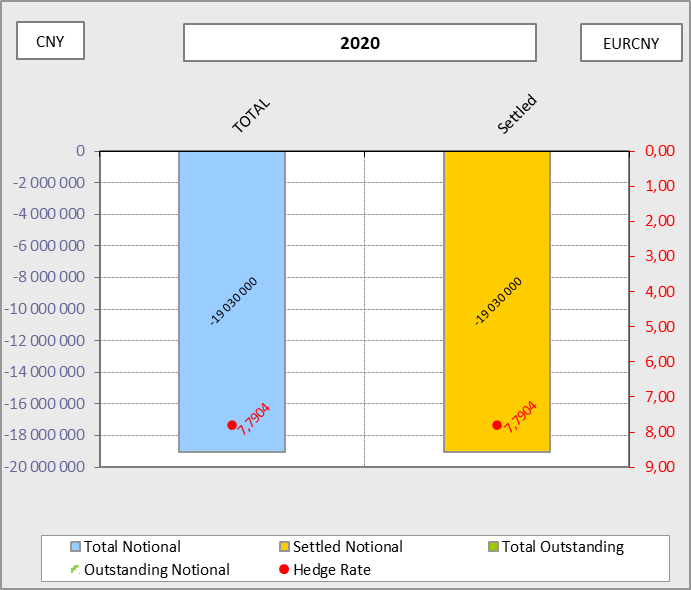 CNY
2020
EURCNY
TOTAL
Settled
0
-2 000 000
-4 000 000
-6 000 000
-8 000 000
-10 000 000
-12 000 000
-14 000 000
-16 000 000
-18 000 000
-20 000 000
-19 030 000
7,7904
-19 030 000
7,7904
0,00
1,00
2,00
3,00
4,00
5,00
6,00
7,00
8,00
9,00
Total Notional
Settled Notional
Total Outstanding
Outstanding Notional
Hedge Rate